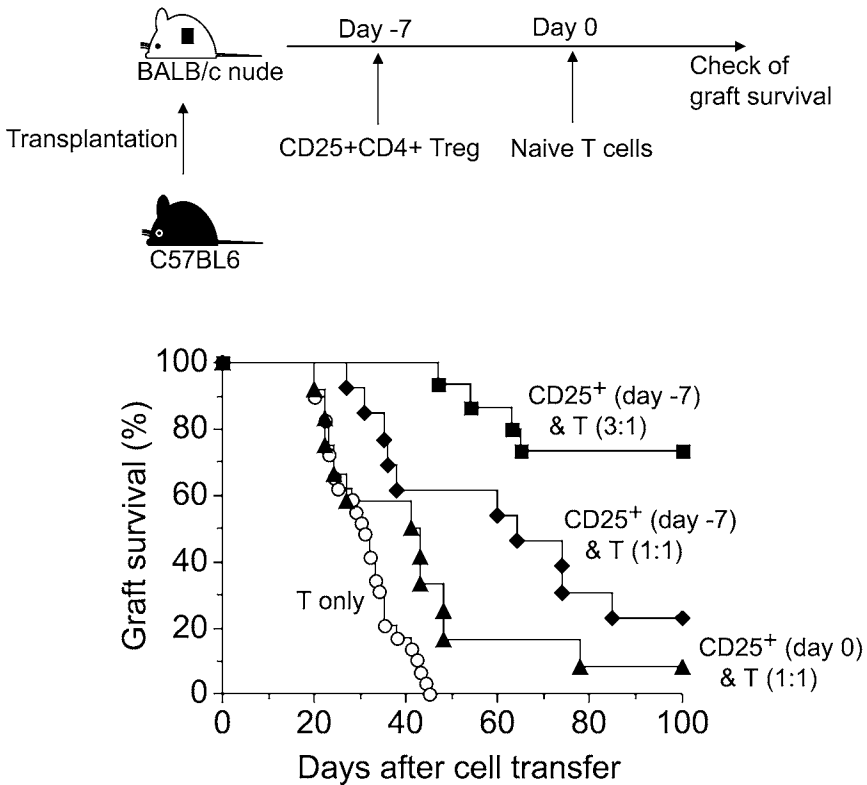 Day -7
Day 0
BALB/c nude
Check of
graft survival
Transplantation
CD25+CD4+ Treg
Naive T cells
C57BL6
100
80
60
40
20
0
Graft survival (%)
CD25⁺ (day -7)
& T (3:1)
CD25⁺ (day -7)
& T (1:1)
T only
CD25⁺ (day 0)
& T (1:1)
0
20
40
60
80
100
Days after cell transfer